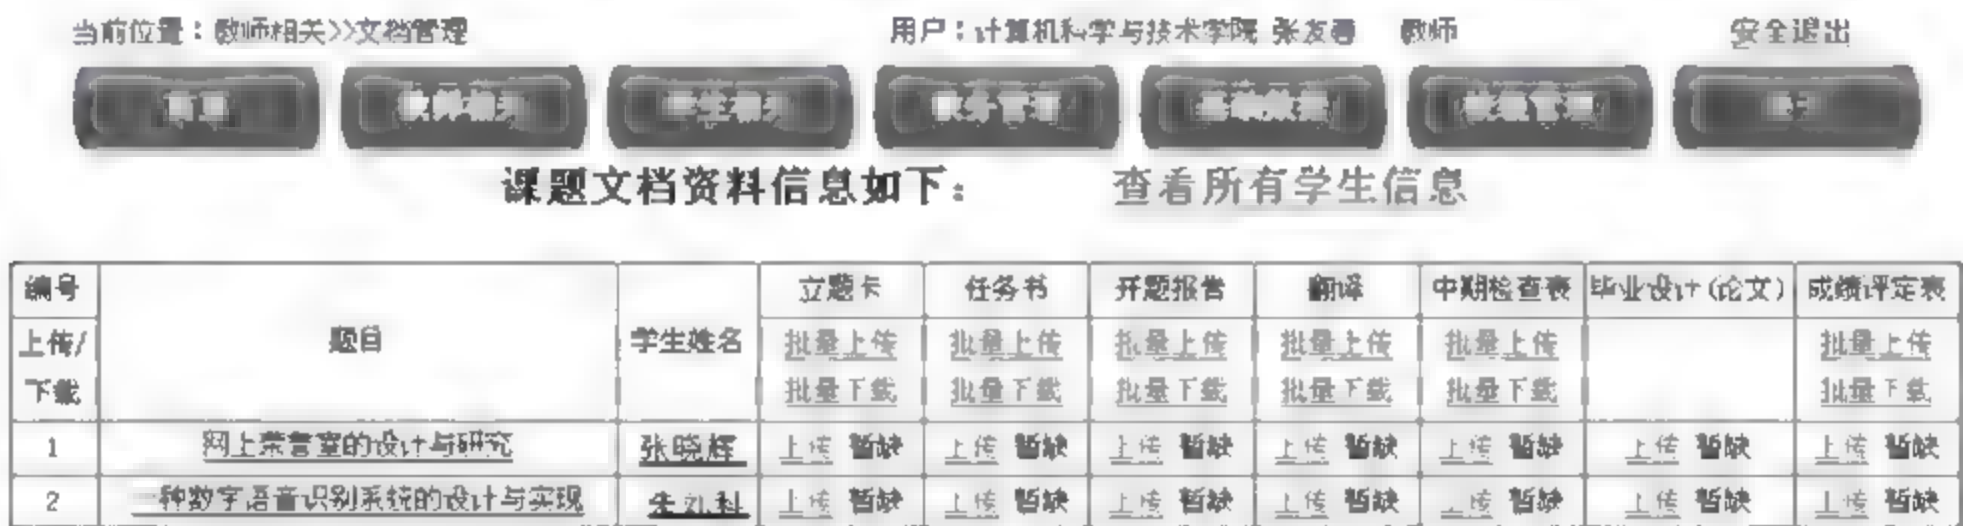 当前位置：教师相关>>文档管理 用户：计算机科学与技术学院 张友 教师 安全退出
课题文档资料信息如下： 查看所有学生信息
编号 上传/下载 题目 学生姓名 立题卡 任务书 开题报告 翻译 中期检查表 毕业设计(论文) 成绩评定表
批量上传 批量上传 批量上传 批量上传 批量上传 批量上传
批量下载 批量下载 批量下载 批量下载 批量下载 批量下载
1 网上荣誉室的设计与研究 张晓辉 上传 暂缺 上传 暂缺 上传 暂缺 上传 暂缺 上传 暂缺 上传 暂缺 上传 暂缺
2 一种数字语音识别系统的设计与实现 上传 暂缺 上传 暂缺 上传 暂缺 上传 暂缺 上传 暂缺 上传 暂缺 上传 暂缺